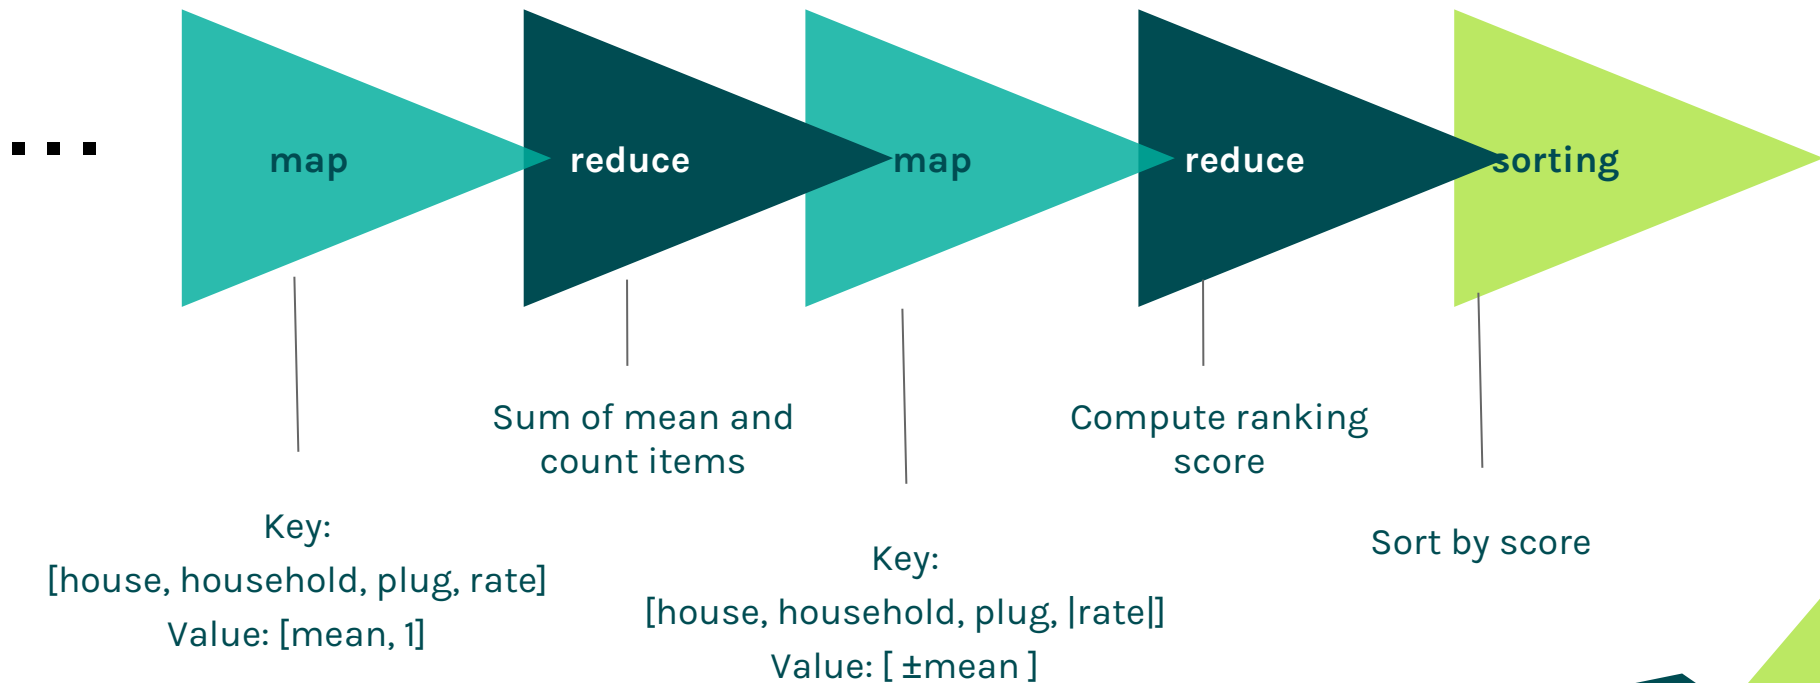 map
reduce
map
reduce
sorting
Sum of mean and
count items
Compute ranking
score
Key:
[house, household, plug, rate]
Value: [mean, 1]
Key:
[house, household, plug, |rate|]
Value: [ ±mean ]
Sort by score